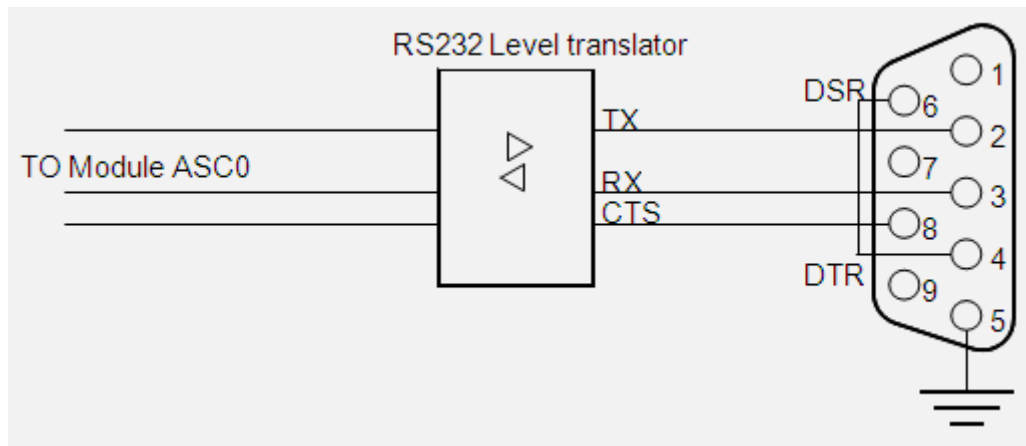 RS232 Level translator
DSR
1
6
TX
2
TO Module ASC0
7
RX
3
CTS
8
4
DTR
9
5